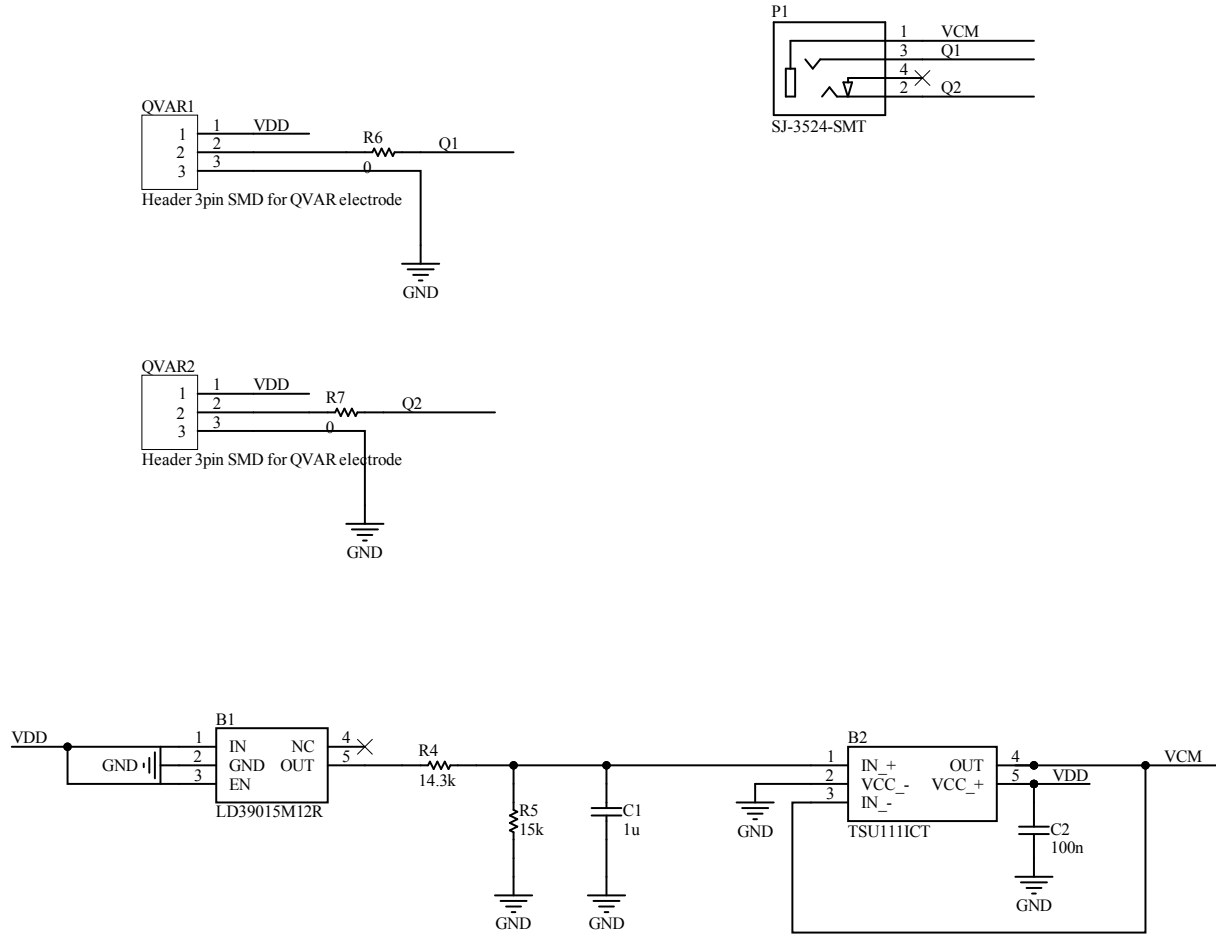 P1
1 VCM
3 Q1
4
2 Q2
SJ-3524-SMT
QVAR1
1 1 VDD
2 2 R6 Q1
3 3 0
Header 3pin SMD for QVAR electrode
GND
QVAR2
1 1 VDD
2 2 R7 Q2
3 3 0
Header 3pin SMD for QVAR electrode
GND
B1
VDD 1 IN NC 4
GND 2 GND OUT 5
3 EN
LD39015M12R
R4
14.3k
R5
15k
GND
C1
1u
GND
B2
1 IN_+ OUT 4 VCM
2 VCC_- VCC_+ 5 VDD
3 IN_-
TSU111ICT
GND
C2
100n
GND